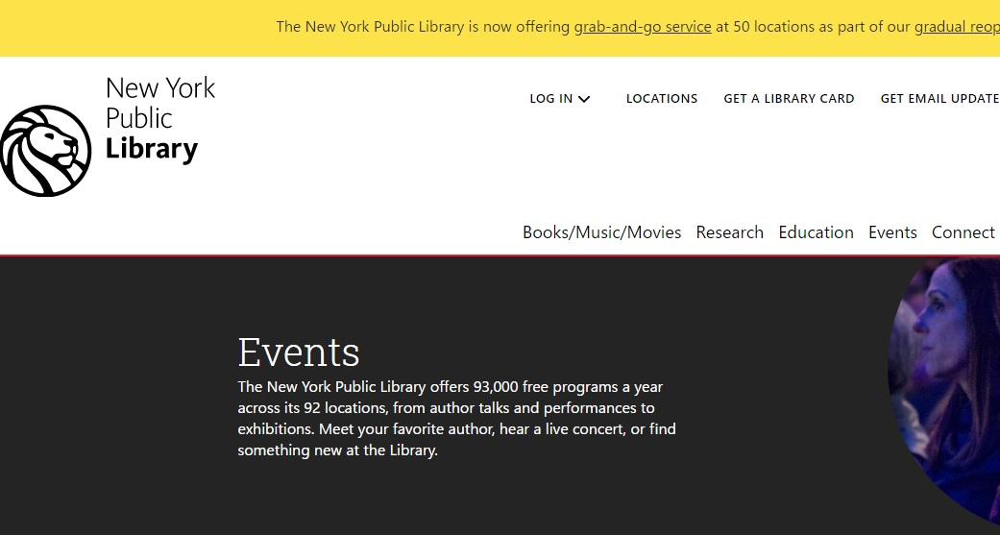 The New York Public Library is now offering grab-and-go service at 50 locations as part of our gradual reop
New York
Public
Library
LOG IN LOCATIONS GET A LIBRARY CARD GET EMAIL UPDATE
Books/Music/Movies Research Education Events Connect
Events
The New York Public Library offers 93,000 free programs a year
across its 92 locations, from author talks and performances to
exhibitions. Meet your favorite author, hear a live concert, or find
something new at the Library.